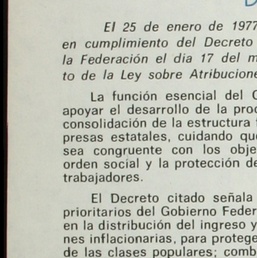 El 25 de enero de 1977
en cumplimiento del Decreto
la Federación el dia 17 del m
to de la Ley sobre Atribucione
La función esencial del C
apoyar el desarrollo de la proc
consolidación de la estructura
presas estatales, cuidando qu
sea congruente con los obje
orden social y la protección de
trabajadores.
El Decreto citado señala
prioritarios del Gobierno Feder
en la distribución del ingreso y
nes inflacionarias, para protege
de las clases populares; comb